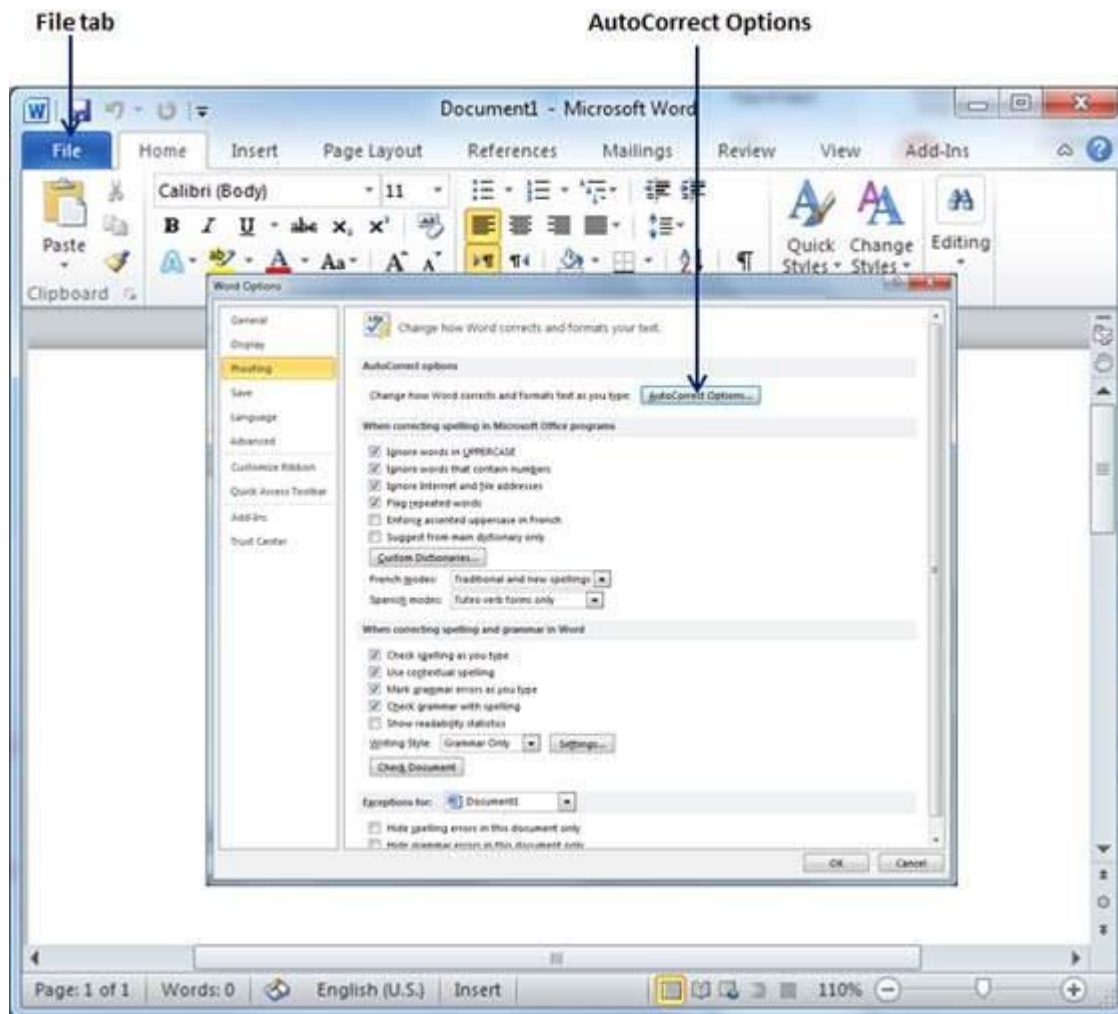 File tab
AutoCorrect Options
Document1 - Microsoft Word
File Home Insert Page Layout References Mailings Review View Add-Ins
Calibri (Body) 11
Paste
Quick Styles
Change Styles
Editing
Clipboard
Word Options
General
Display
Proofing
Save
Language
Advanced
Customize Ribbon
Quick Access Toolbar
Add-Ins
Trust Center
Change how Word corrects and formats your text.
AutoCorrect options
Change how Word corrects and formats text as you type: AutoCorrect Options...
When correcting spelling in Microsoft Office programs
Ignore words in UPPERCASE
Ignore words that contain numbers
Ignore Internet and file addresses
Flag repeated words
Enforce accented uppercase in French
Suggest from main dictionary only
Custom Dictionaries...
French modes: Traditional and new spellings
Spanish modes: Tuteo verb forms only
When correcting spelling and grammar in Word
Check spelling as you type
Use contextual spelling
Mark grammar errors as you type
Check grammar with spelling
Show readability statistics
Writing Style: Grammar Only Settings...
Check Document
Exceptions for: Document1
Hide spelling errors in this document only
Hide grammar errors in this document only
OK Cancel
Page: 1 of 1 Words: 0 English (U.S.) Insert 110%